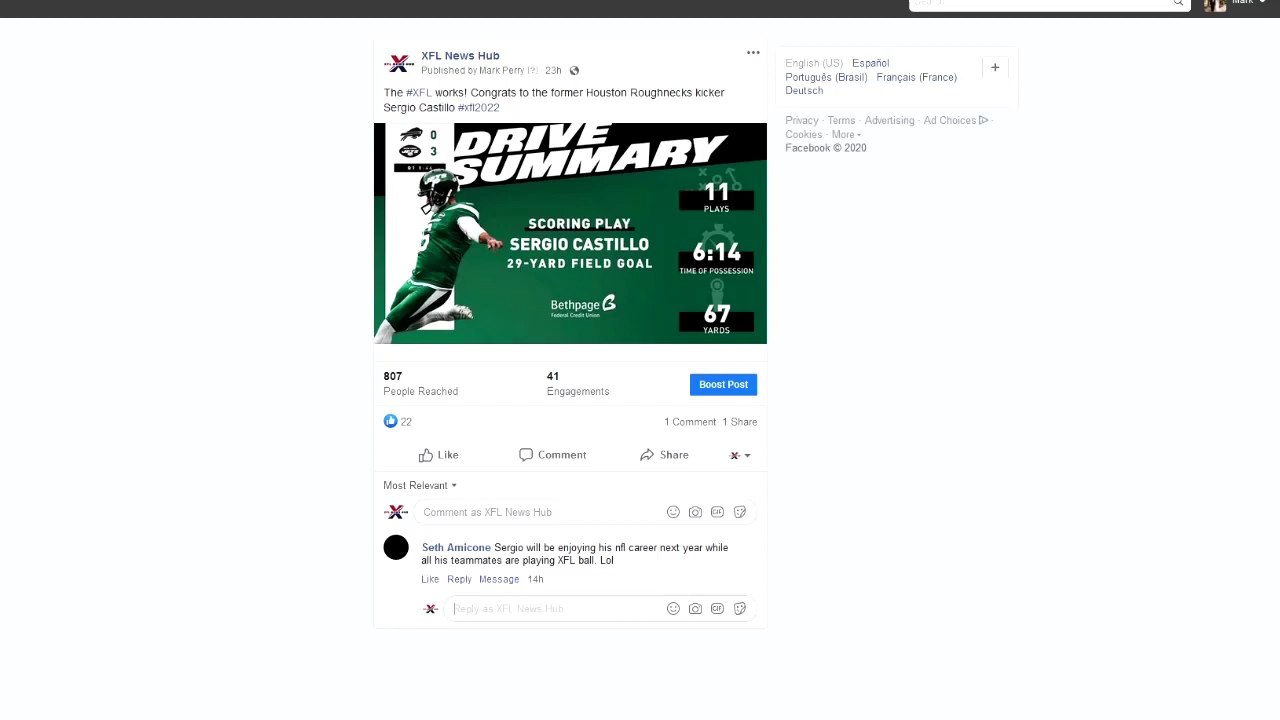 Mark
XFL News Hub
Published by Mark Perry [?] · 23h ·
The #XFL works! Congrats to the former Houston Roughnecks kicker
Sergio Castillo #xfl2022
0
3
DRIVE
SUMMARY
SCORING PLAY
SERGIO CASTILLO
29-YARD FIELD GOAL
Bethpage
Federal Credit Union
11
PLAYS
6:14
TIME OF POSSESSION
67
YARDS
807
People Reached
41
Engagements
Boost Post
22
1 Comment 1 Share
Like
Comment
Share
Most Relevant
Comment as XFL News Hub
GIF
Seth Amicone Sergio will be enjoying his nfl career next year while
all his teammates are playing XFL ball. Lol
Like Reply Message 14h
Reply as XFL News Hub
GIF
English (US) Español
Português (Brasil) Français (France)
Deutsch
+
Privacy · Terms · Advertising · Ad Choices ·
Cookies · More
Facebook © 2020